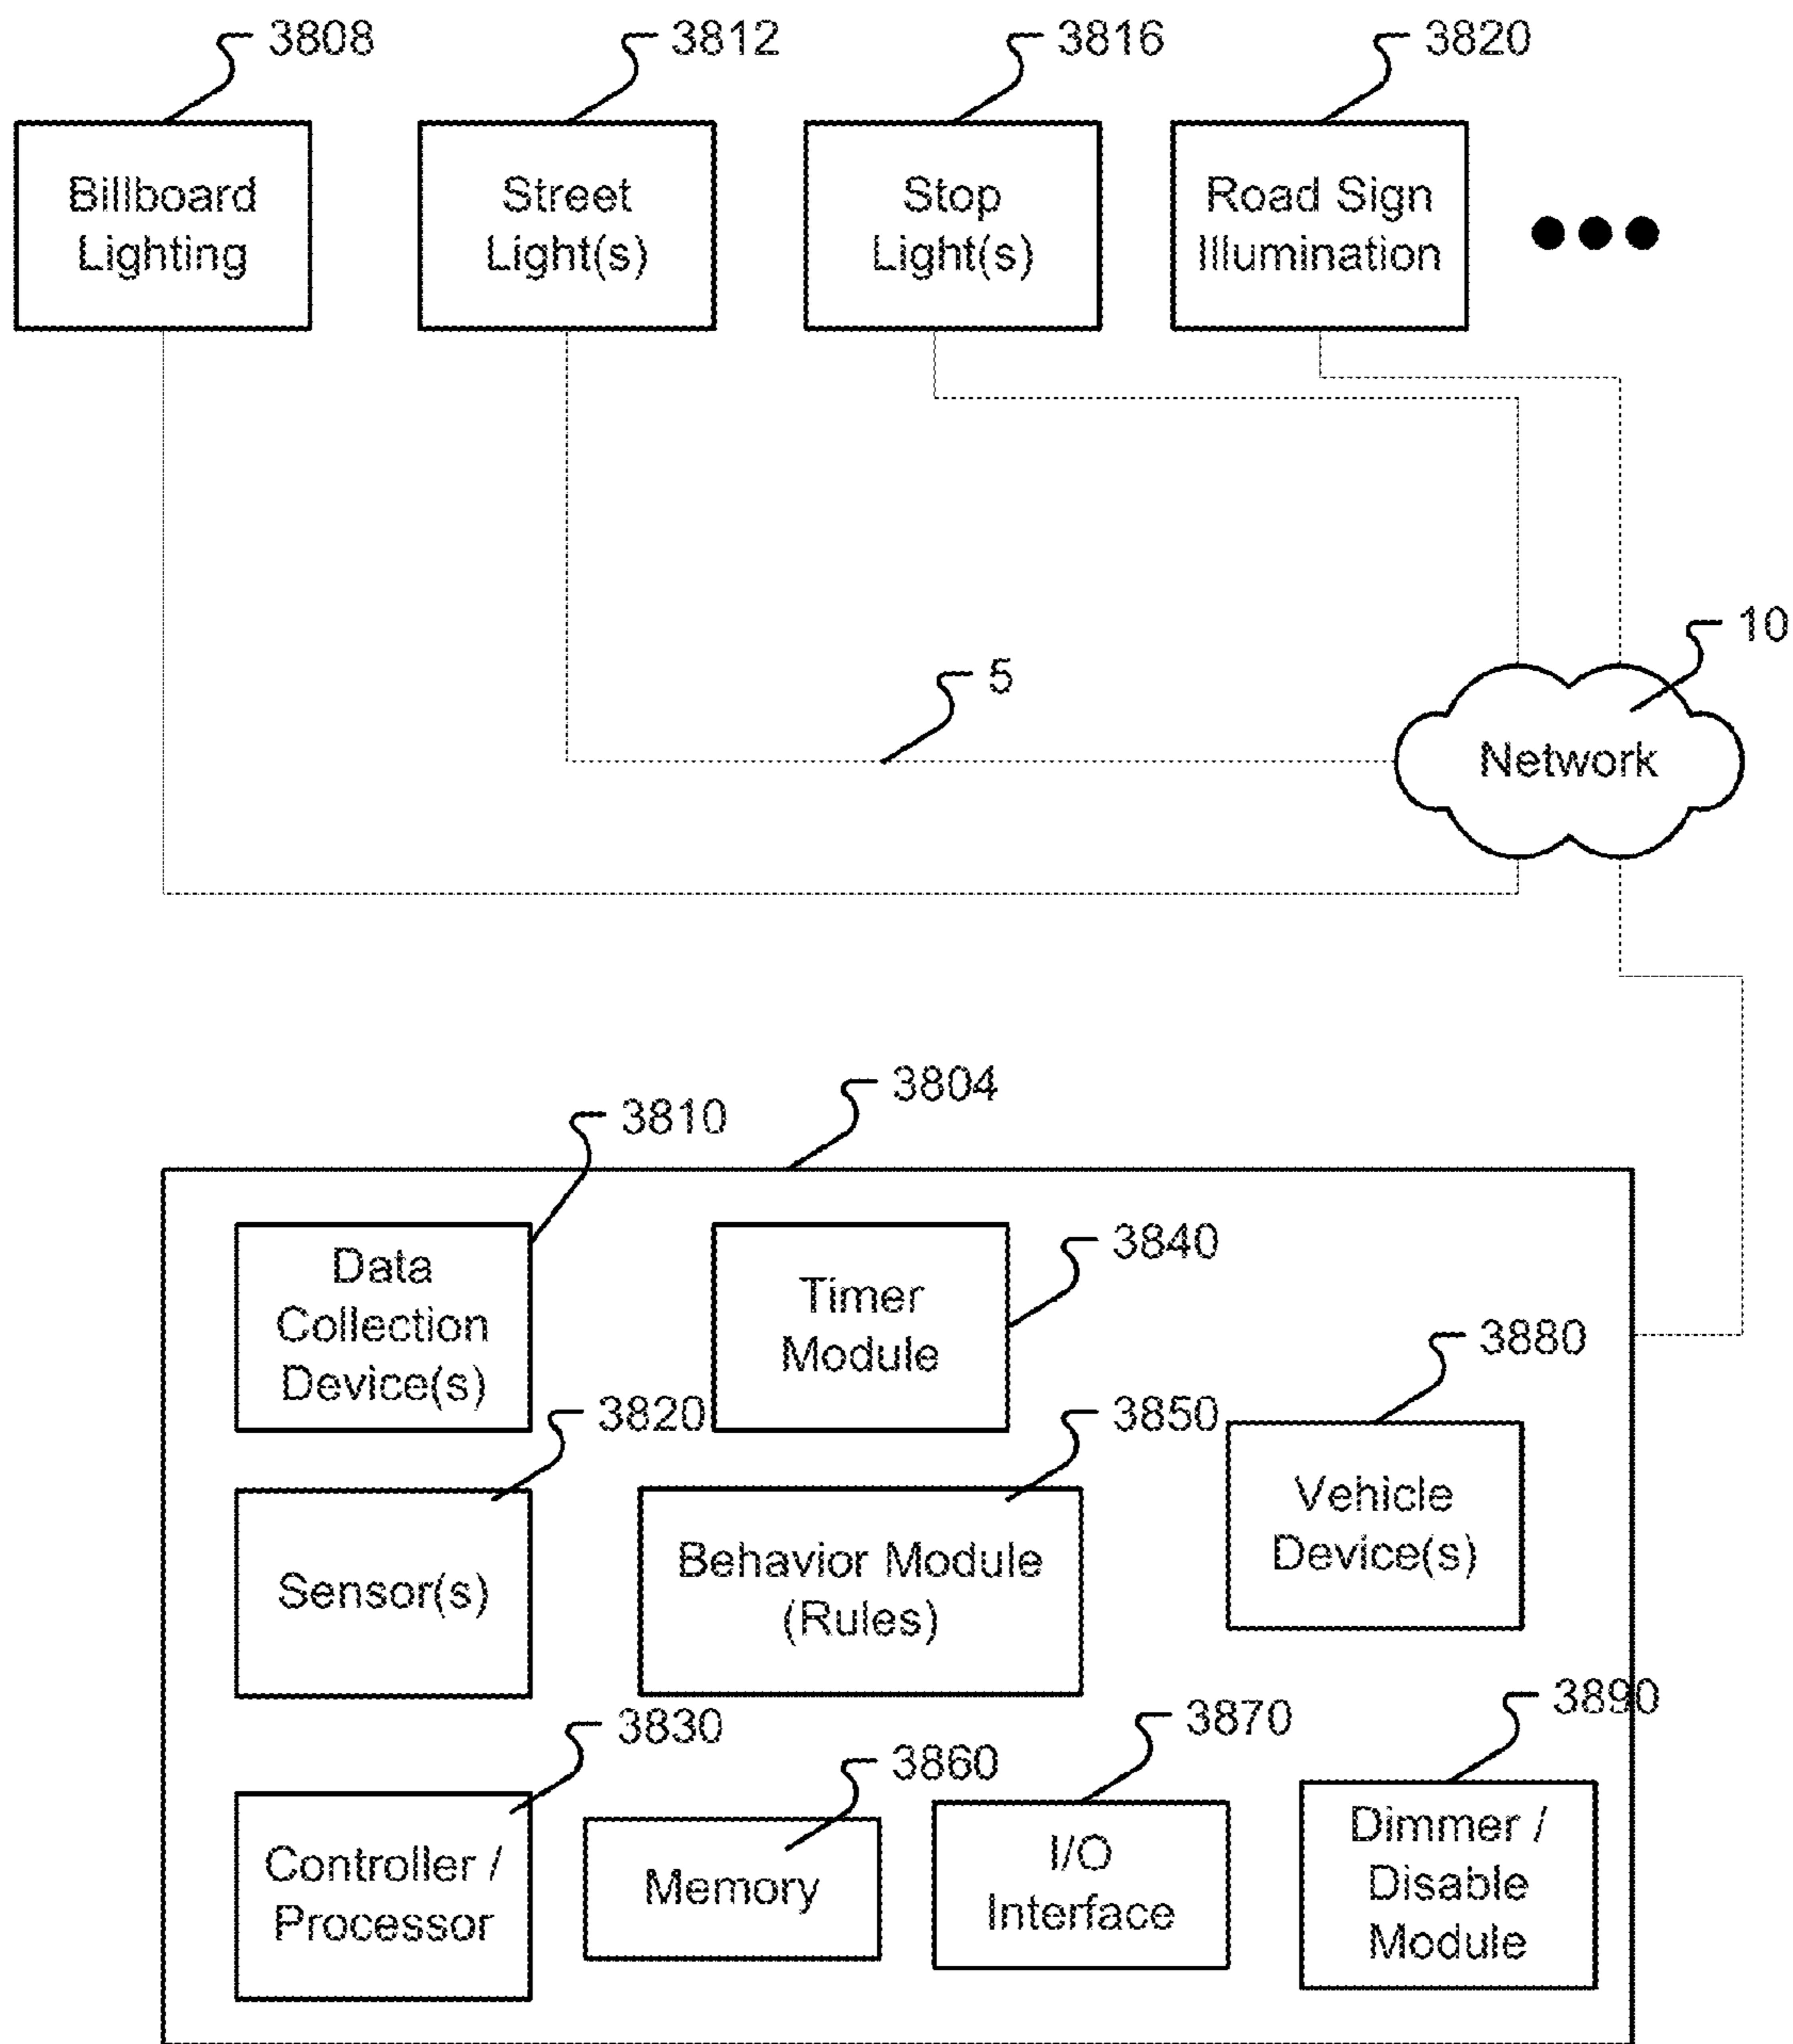 3808
3812
3816
3820
Billboard
Lighting
Street
Light(s)
Stop
Light(s)
Road Sign
Illumination
10
5
Network
3804
3810
Data
Collection
Device(s)
Timer
Module
3840
3880
3820
3850
Vehicle
Device(s)
Sensor(s)
Behavior Module
(Rules)
3830
3860
3870
3890
Controller /
Processor
Memory
I/O
Interface
Dimmer /
Disable
Module